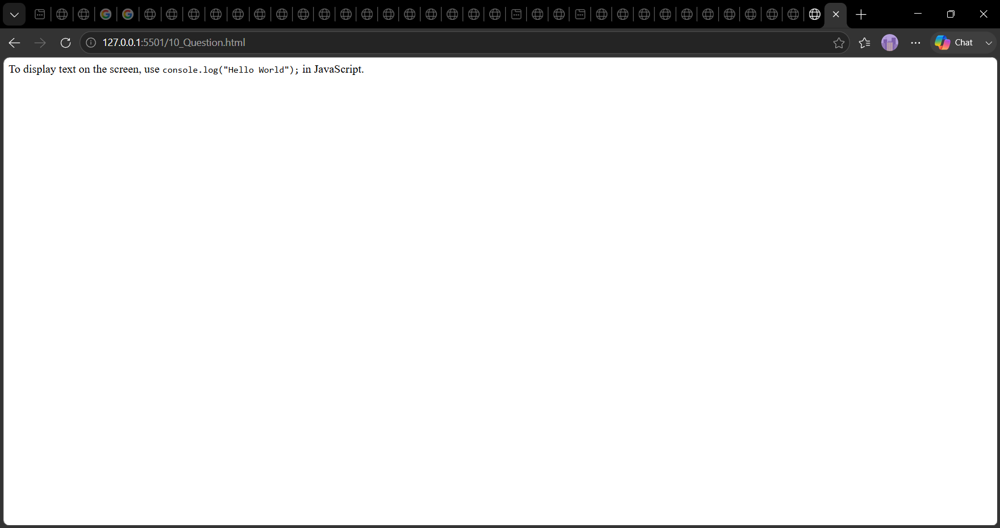 127.0.0.1:5501/10_Question.html
Chat
To display text on the screen, use console.log("Hello World"); in JavaScript.